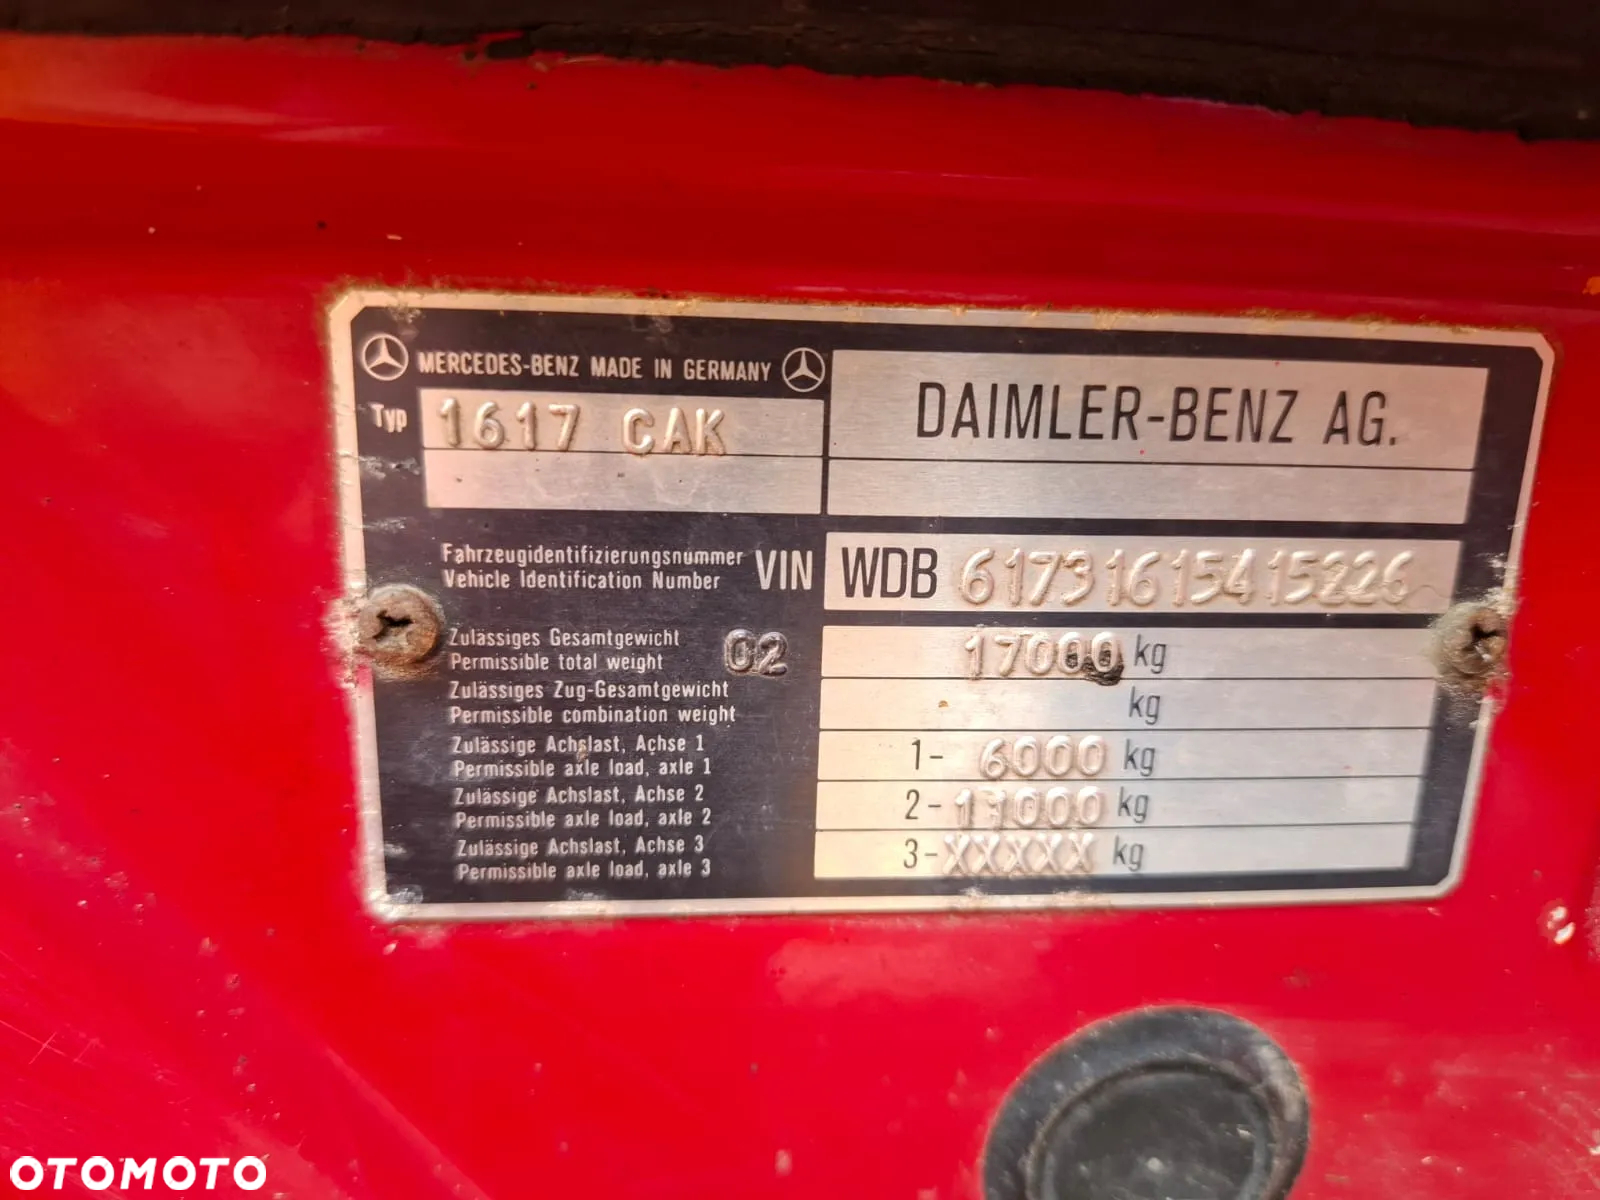 MERCEDES-BENZ MADE IN GERMANY
DAIMLER-BENZ AG.
Typ 1617 CAK
Fahrzeugidentifizierungsnummer
Vehicle Identification Number
VIN WDB 61731615415226
Zulässiges Gesamtgewicht
Permissible total weight
02 17000 kg
Zulässiges Zug-Gesamtgewicht
Permissible combination weight
kg
Zulässige Achslast, Achse 1
Permissible axle load, axle 1
1- 6000 kg
Zulässige Achslast, Achse 2
Permissible axle load, axle 2
2- 11000 kg
Zulässige Achslast, Achse 3
Permissible axle load, axle 3
3- XXXXX kg
OTOMOTO